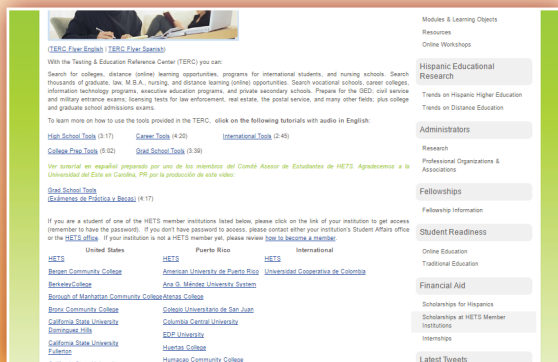 (TERC Flyer English | TERC Flyer Spanish)
With the Testing & Education Reference Center (TERC) you can:
Search for colleges, distance (online) learning opportunities, programs for international students, and nursing schools. Search
thousands of graduate, law, M.B.A., nursing, and distance learning (online) opportunities. Search vocational schools, career colleges,
information technology programs, executive education programs, and private secondary schools. Prepare for the GED; civil service
and military entrance exams; licensing tests for law enforcement, real estate, the postal service, and many other fields; plus college
and graduate school admissions exams.
To learn more on how to use the tools provided in the TERC, click on the following tutorials with audio in English:
High School Tools (3:17) Career Tools (4:20) International Tools (2:45)
College Prep Tools (5:02) Grad School Tools (3:39)
Ver tutorial en español preparado por uno de los miembros del Comité Asesor de Estudiantes de HETS. Agradecemos a la
Universidad del Este en Carolina, PR por la producción de este video.
Grad School Tools
(Exámenes de Práctica y Becas) (4:17)
If you are a student of one of the HETS member institutions listed below, please click on the link of your institution to get access
(remember to have the password). If you don't have password to access, please contact either your institution's Student Affairs office
or the HETS office. If your institution is not a HETS member yet, please review how to become a member.
United States Puerto Rico International
HETS HETS HETS
Bergen Community College American University de Puerto Rico Universidad Cooperativa de Colombia
BerkeleyCollege Ana G. Méndez University System
Borough of Manhattan Community College Atenas College
Bronx Community College Colegio Universitario de San Juan
California State University Columbia Central University
Dominguez Hills
EDP University
California State University Huertas College
Fullerton
Humacao Community College
Modules & Learning Objects
Resources
Online Workshops
Hispanic Educational
Research
Trends on Hispanic Higher Education
Trends on Distance Education
Administrators
Research
Professional Organizations &
Associations
Fellowships
Fellowship Information
Student Readiness
Online Education
Traditional Education
Financial Aid
Scholarships for Hispanics
Scholarships at HETS Member
Institutions
Internships
Latest Tweets